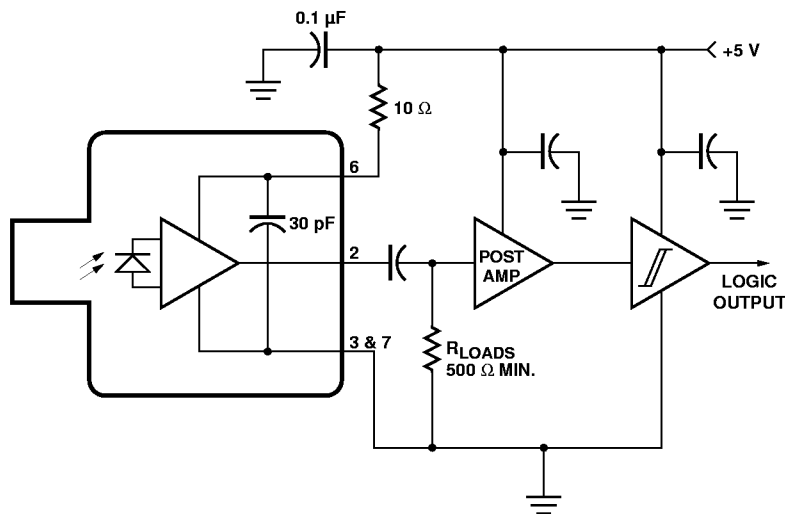 0.1 µF
+5 V
10 Ω
6
30 pF
2
POST
AMP
LOGIC
OUTPUT
3 & 7
RLOADS
500 Ω MIN.